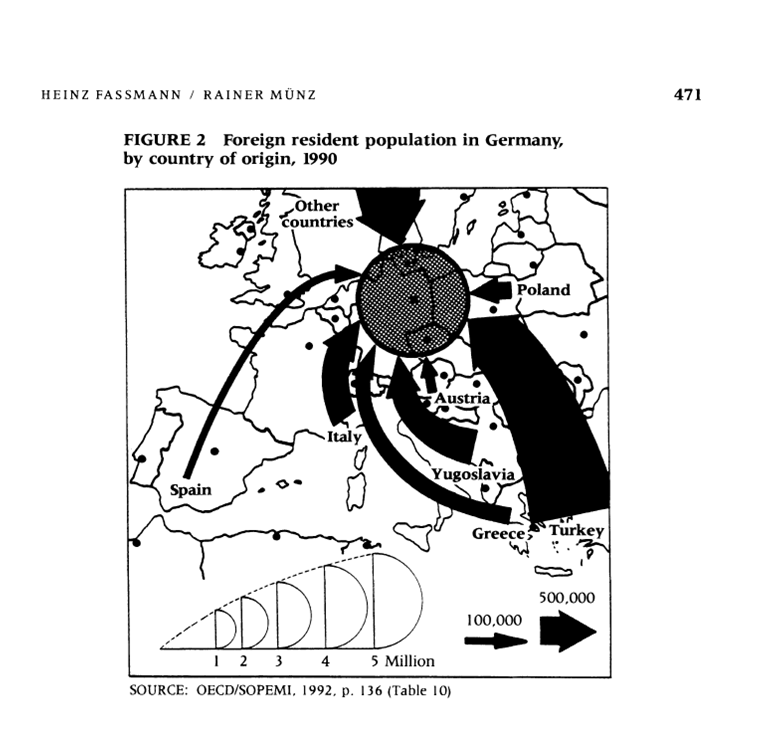 HEINZ FASSMANN / RAINER MÜNZ
471
FIGURE 2 Foreign resident population in Germany,
by country of origin, 1990
Other
countries
Poland
Austria
Italy
Yugoslavia
Spain
Greece
Turkey
500,000
100,000
1 2 3 4 5 Million
SOURCE: OECD/SOPEMI, 1992, p. 136 (Table 10)